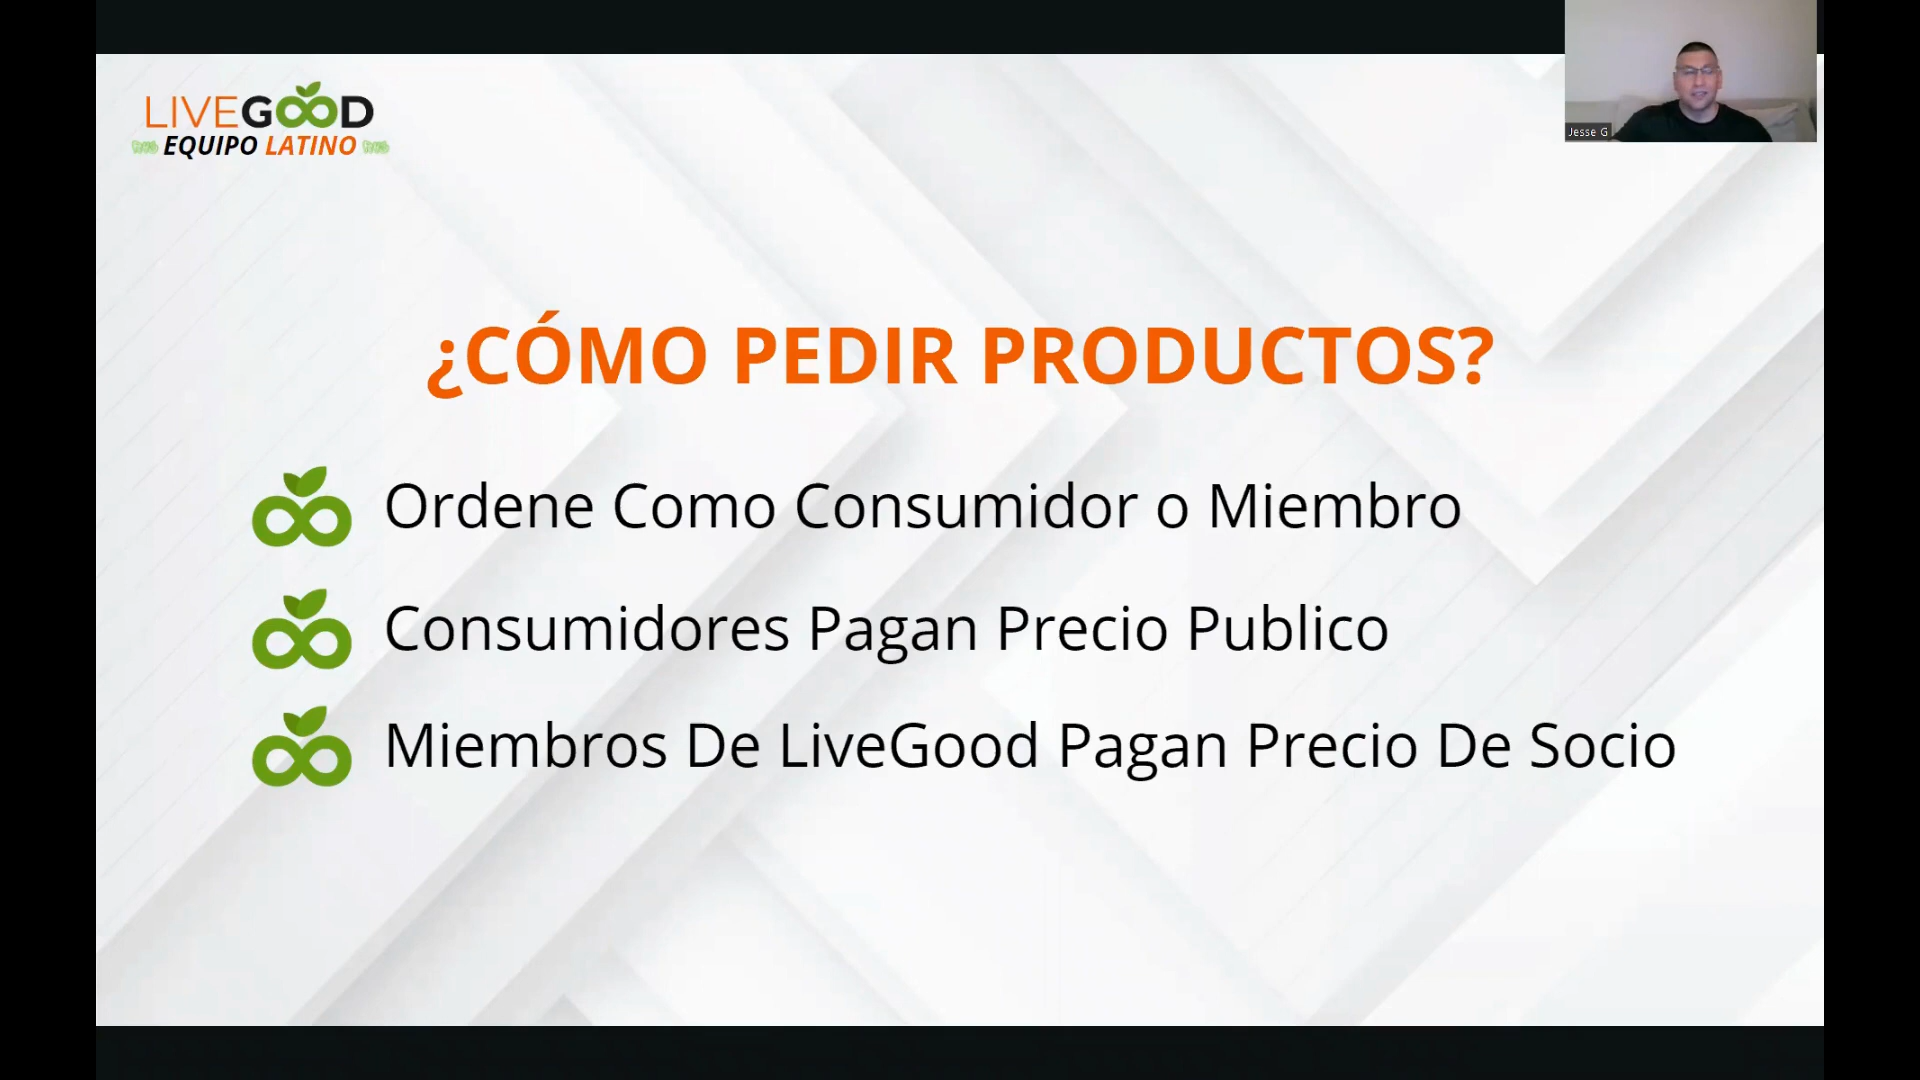 LIVEGOOD
EQUIPO LATINO
Jesse G
¿CÓMO PEDIR PRODUCTOS?
Ordene Como Consumidor o Miembro
Consumidores Pagan Precio Publico
Miembros De LiveGood Pagan Precio De Socio